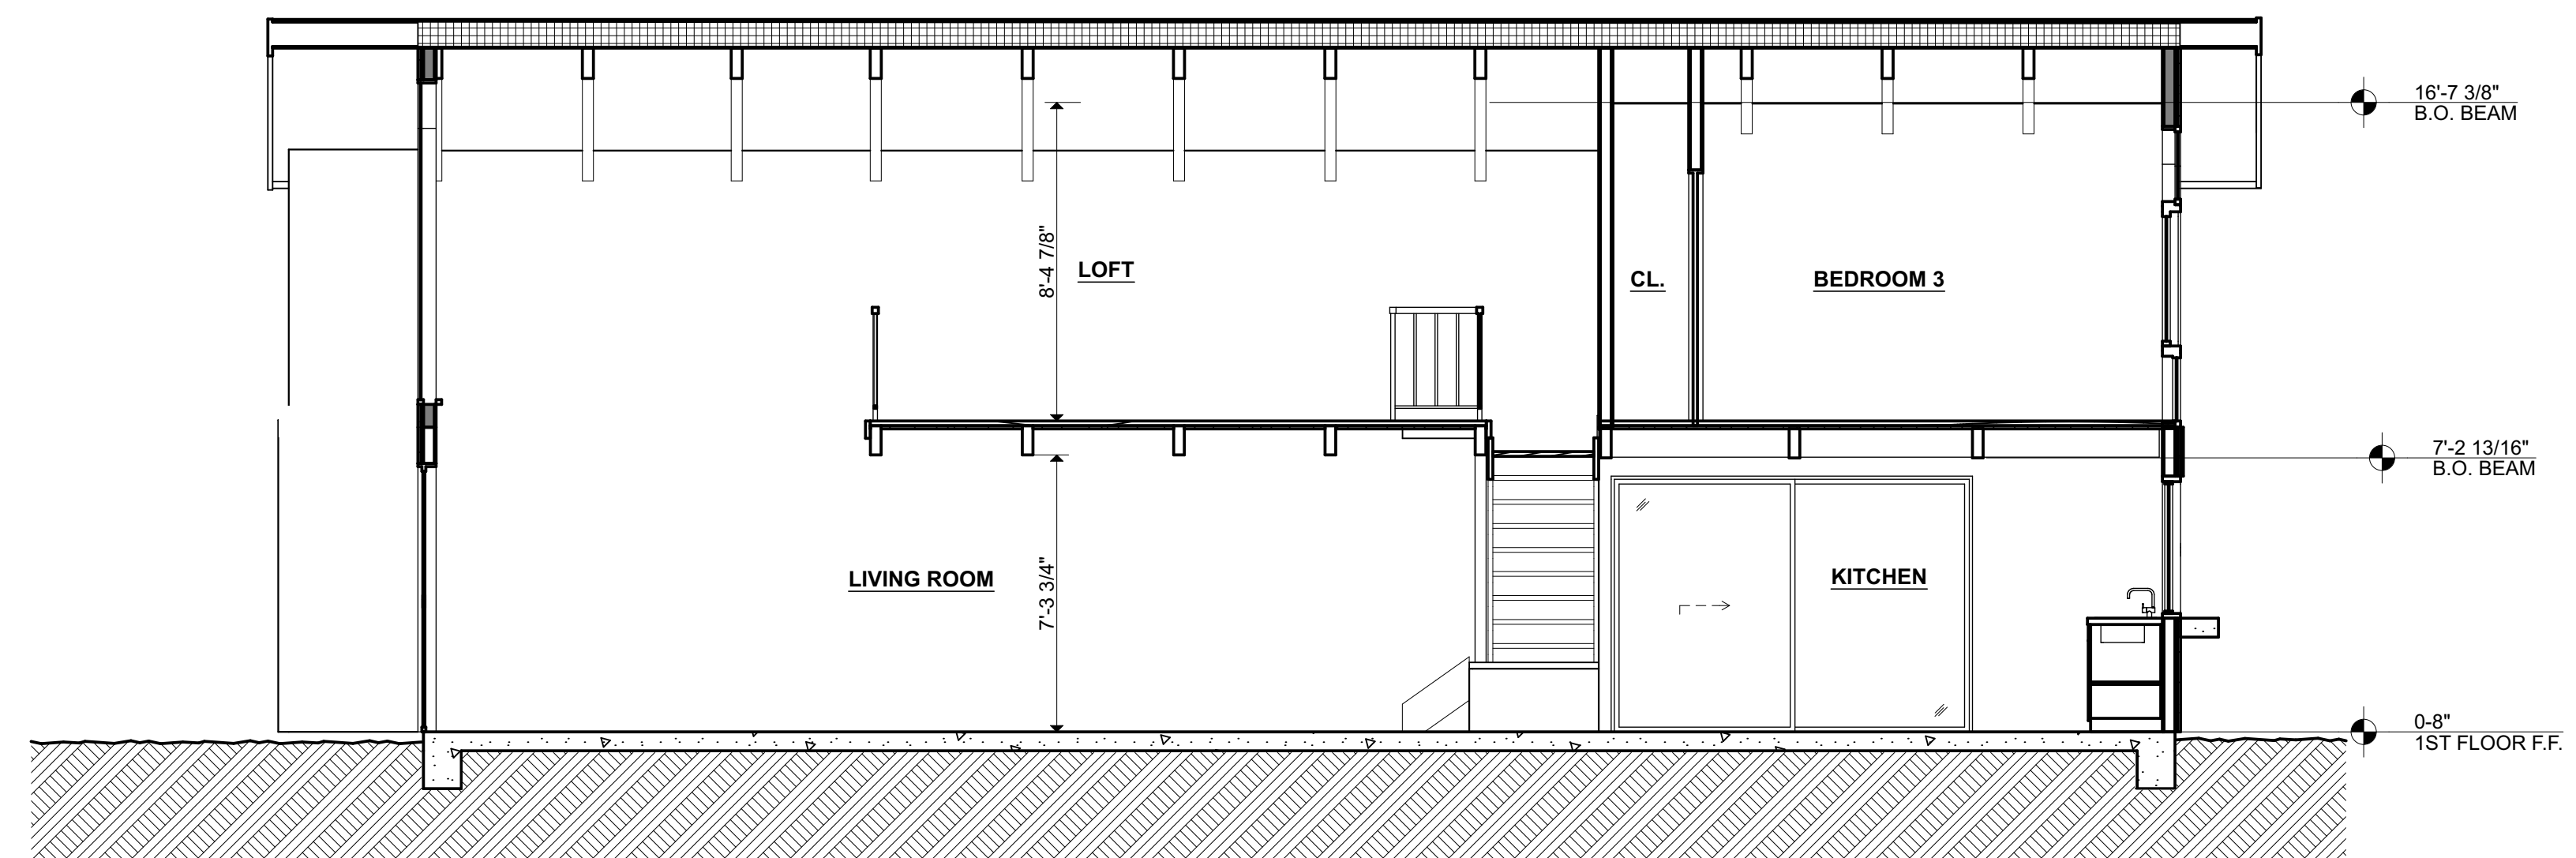 16'-7 3/8"
B.O. BEAM
8'-4 7/8"
LOFT
CL.
BEDROOM 3
7'-2 13/16"
B.O. BEAM
LIVING ROOM
7'-3 3/4"
KITCHEN
0-8"
1ST FLOOR F.F.